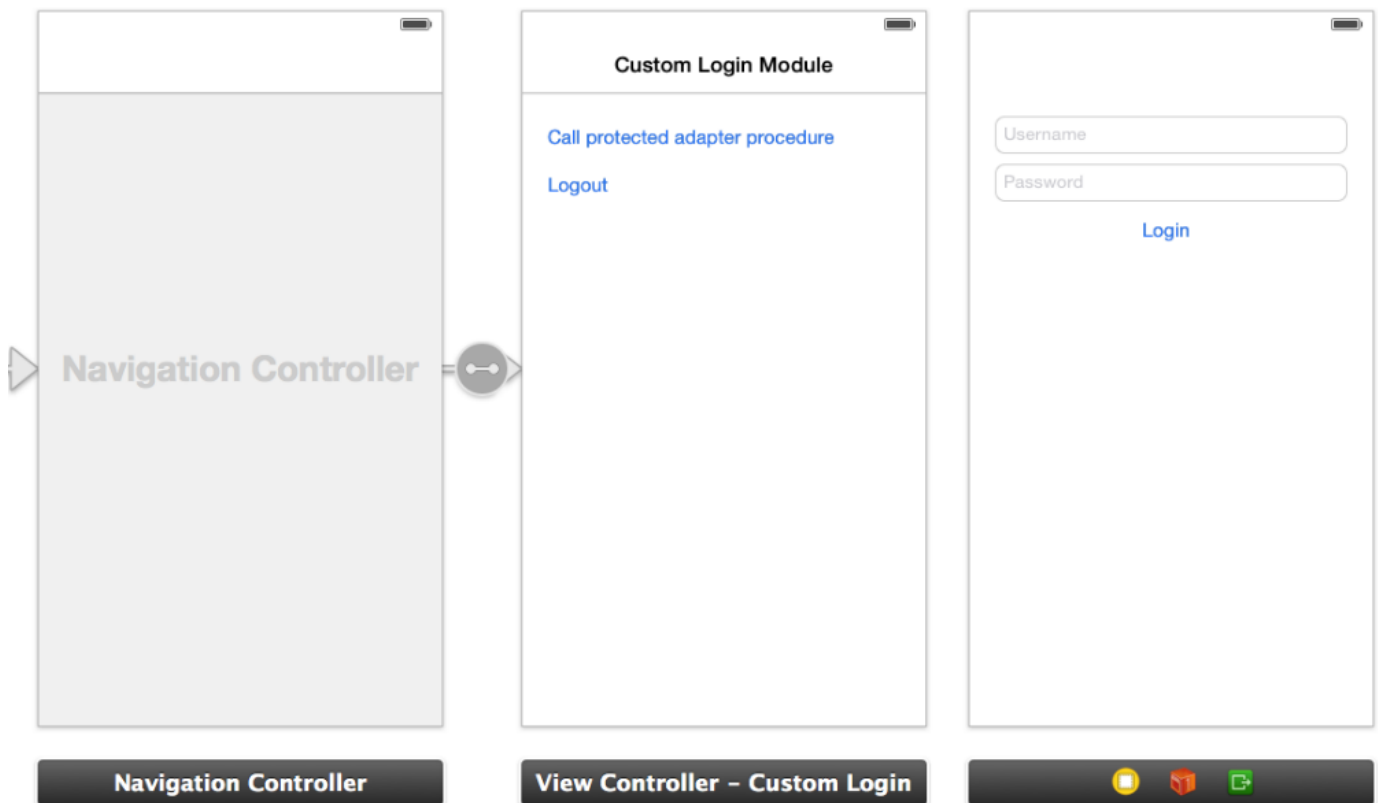 Navigation Controller
Navigation Controller
Custom Login Module
Call protected adapter procedure
Logout
View Controller – Custom Login
Username
Password
Login